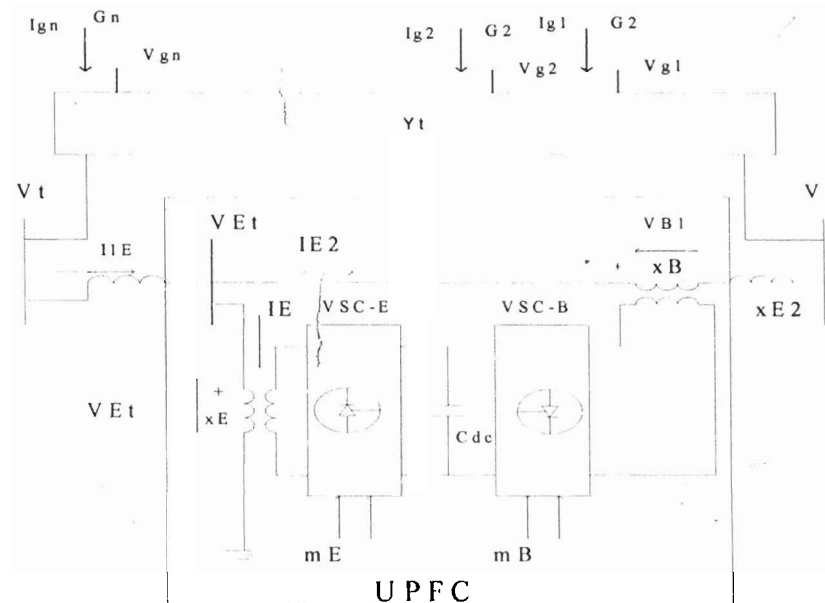 Ign Gn Ig2 G2 Ig1 G2
Vgn Vg2 Vg1
Yt
Vt V
VEt VB1
I1E IE2 xB
IE VSC-E VSC-B xE2
VEt xE Cdc
mE mB
UPFC